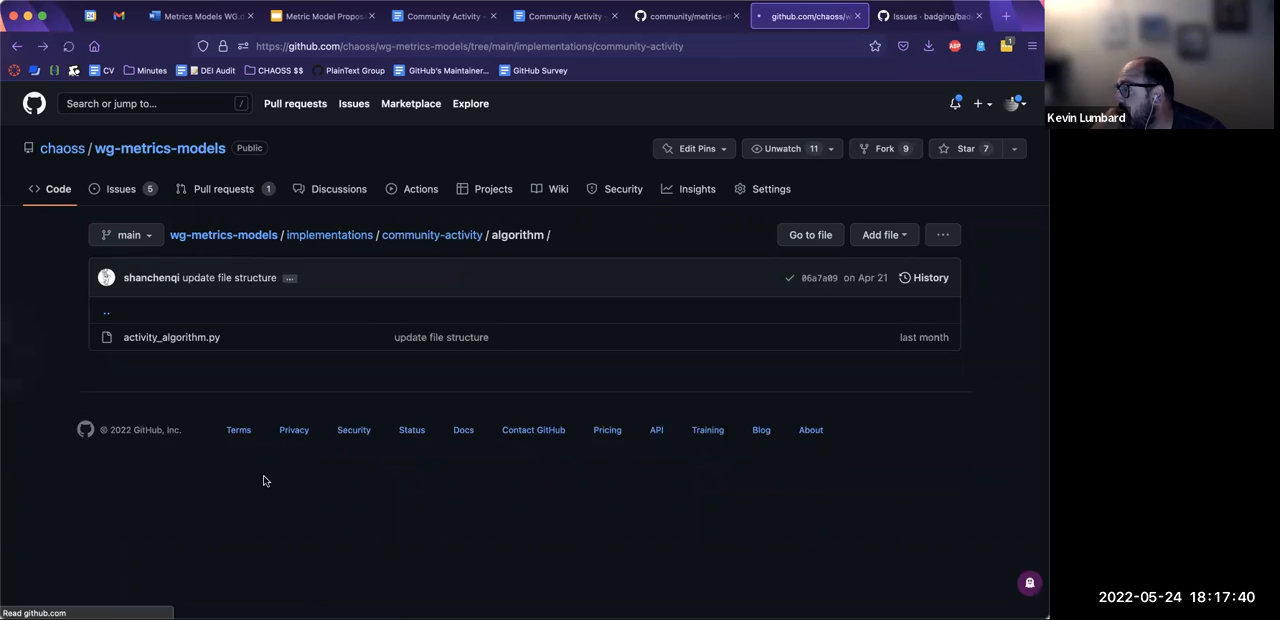 Metrics Models WG.d
Metric Model Propos
Community Activity -
Community Activity -
community/metrics-m
github.com/chaoss/w
Issues · badging/bad
https://github.com/chaoss/wg-metrics-models/tree/main/implementations/community-activity
ABP
1
CV
Minutes
DEI Audit
CHAOSS $$
PlainText Group
GitHub's Maintainer...
GitHub Survey
Kevin Lumbard
Search or jump to... /
Pull requests
Issues
Marketplace
Explore
chaoss / wg-metrics-models Public
Edit Pins
Unwatch 11
Fork 9
Star 7
Code
Issues 5
Pull requests 1
Discussions
Actions
Projects
Wiki
Security
Insights
Settings
main
wg-metrics-models / implementations / community-activity / algorithm /
Go to file
Add file
...
shanchenqi update file structure ...
06a7a09 on Apr 21
History
..
activity_algorithm.py
update file structure
last month
© 2022 GitHub, Inc.
Terms
Privacy
Security
Status
Docs
Contact GitHub
Pricing
API
Training
Blog
About
Read github.com
2022-05-24 18:17:40